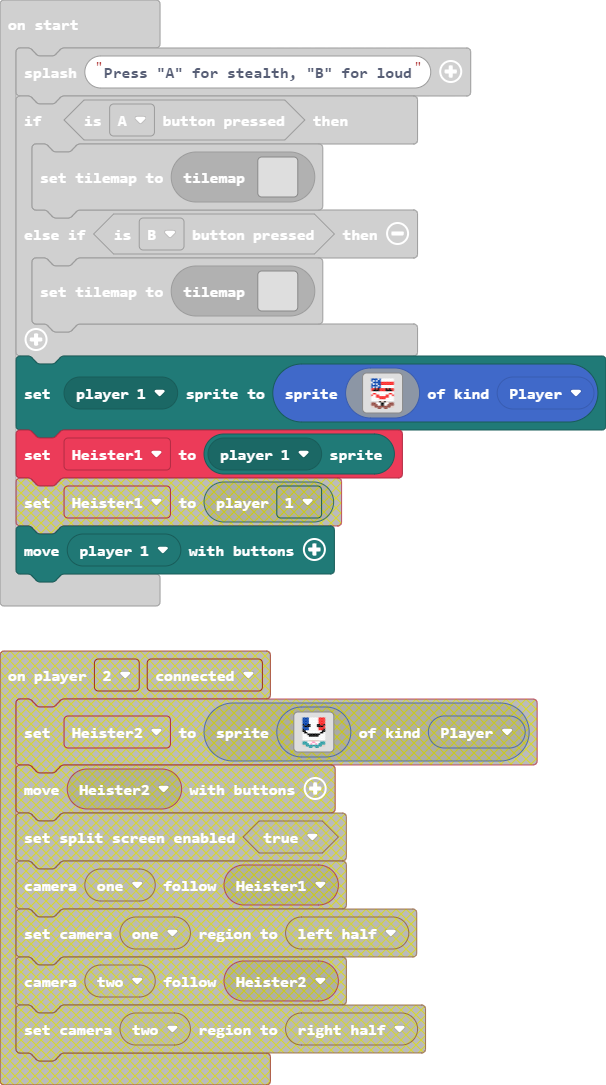 on start
splash "Press "A" for stealth, "B" for loud"
if is A button pressed then
set tilemap to tilemap
else if is B button pressed then
set tilemap to tilemap
set player 1 sprite to sprite of kind Player
set Heister1 to player 1 sprite
set Heister1 to player 1
move player 1 with buttons
on player 2 connected
set Heister2 to sprite of kind Player
move Heister2 with buttons
set split screen enabled true
camera one follow Heister1
set camera one region to left half
camera two follow Heister2
set camera two region to right half